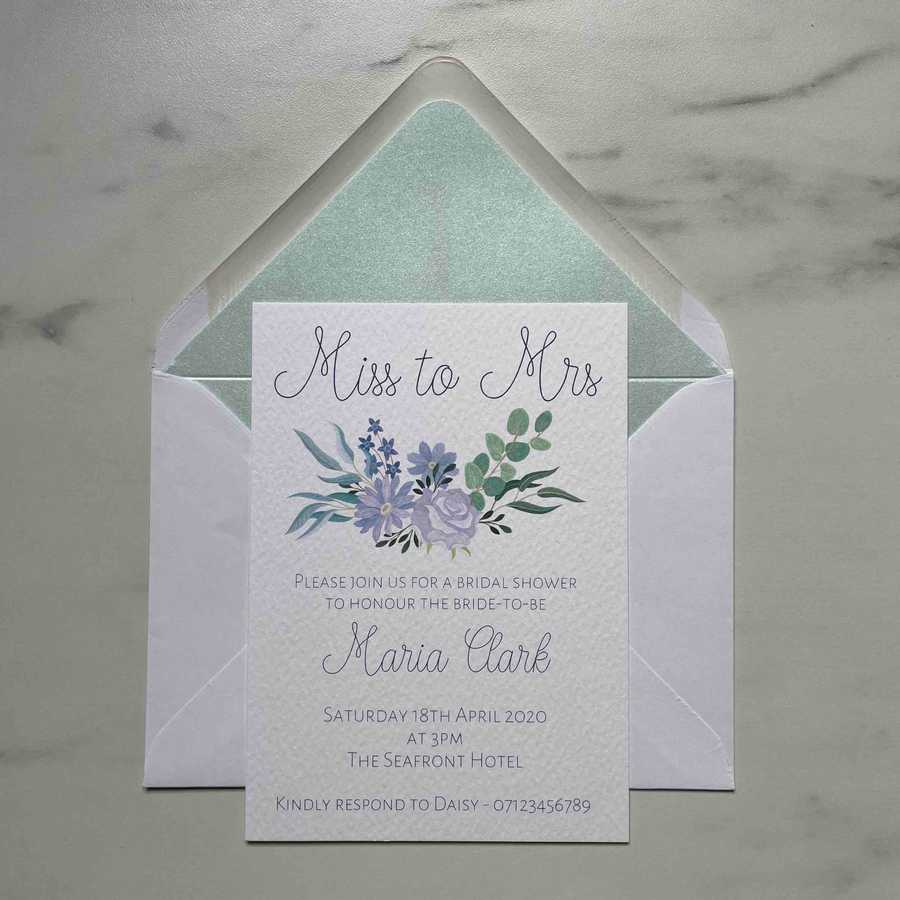 Miss to Mrs
Please join us for a bridal shower
to honour the bride-to-be
Maria Clark
Saturday 18th April 2020
at 3pm
The Seafront Hotel
Kindly respond to Daisy - 07123456789